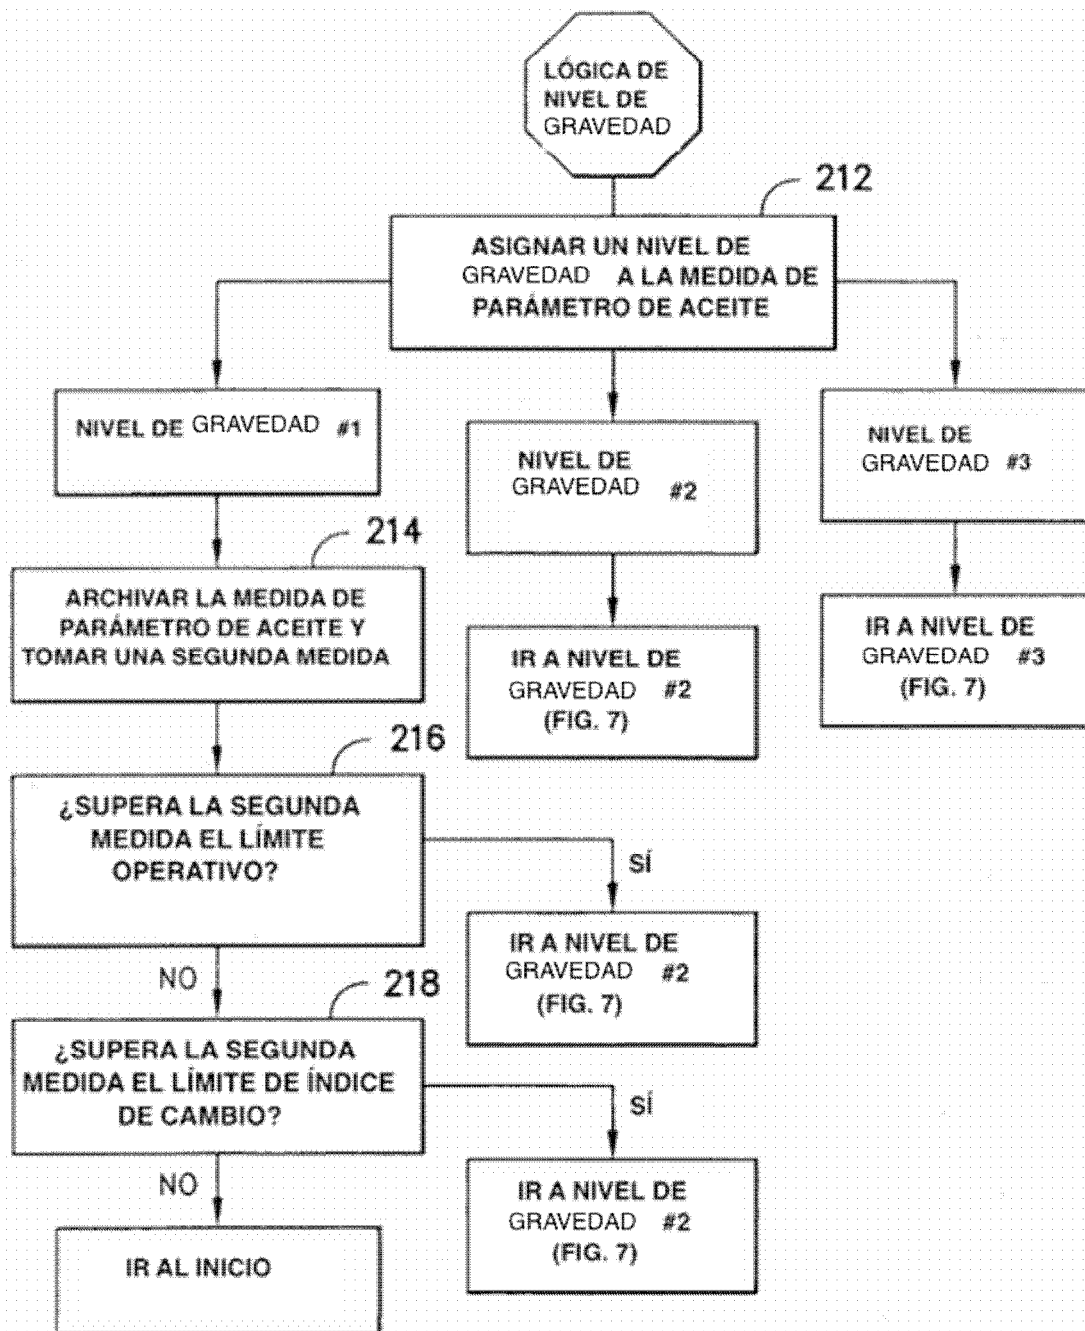 LÓGICA DE
NIVEL DE
GRAVEDAD
212
ASIGNAR UN NIVEL DE
GRAVEDAD A LA MEDIDA DE
PARÁMETRO DE ACEITE
NIVEL DE GRAVEDAD #1
NIVEL DE
GRAVEDAD #2
NIVEL DE
GRAVEDAD #3
214
ARCHIVAR LA MEDIDA DE
PARÁMETRO DE ACEITE Y
TOMAR UNA SEGUNDA MEDIDA
IR A NIVEL DE
GRAVEDAD #2
(FIG. 7)
IR A NIVEL DE
GRAVEDAD #3
(FIG. 7)
216
¿SUPERA LA SEGUNDA
MEDIDA EL LÍMITE
OPERATIVO?
SÍ
IR A NIVEL DE
GRAVEDAD #2
(FIG. 7)
NO
218
¿SUPERA LA SEGUNDA
MEDIDA EL LÍMITE DE ÍNDICE
DE CAMBIO?
SÍ
IR A NIVEL DE
GRAVEDAD #2
(FIG. 7)
NO
IR AL INICIO